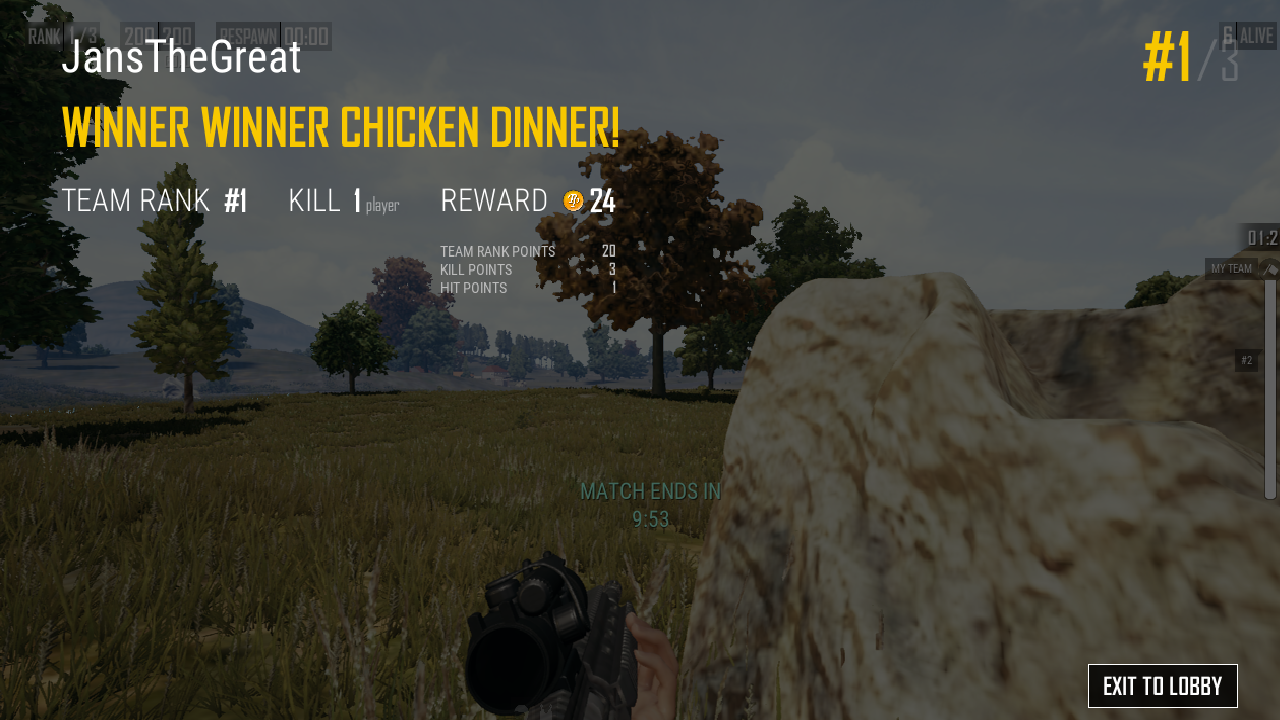 RANK 1/3 200 200 RESPAWN 00:00
6 ALIVE
JansTheGreat
#1/3
WINNER WINNER CHICKEN DINNER!
TEAM RANK #1 KILL 1 player REWARD 24
TEAM RANK POINTS 20
KILL POINTS 3
HIT POINTS 1
01:2
MY TEAM
#2
MATCH ENDS IN
9:53
EXIT TO LOBBY